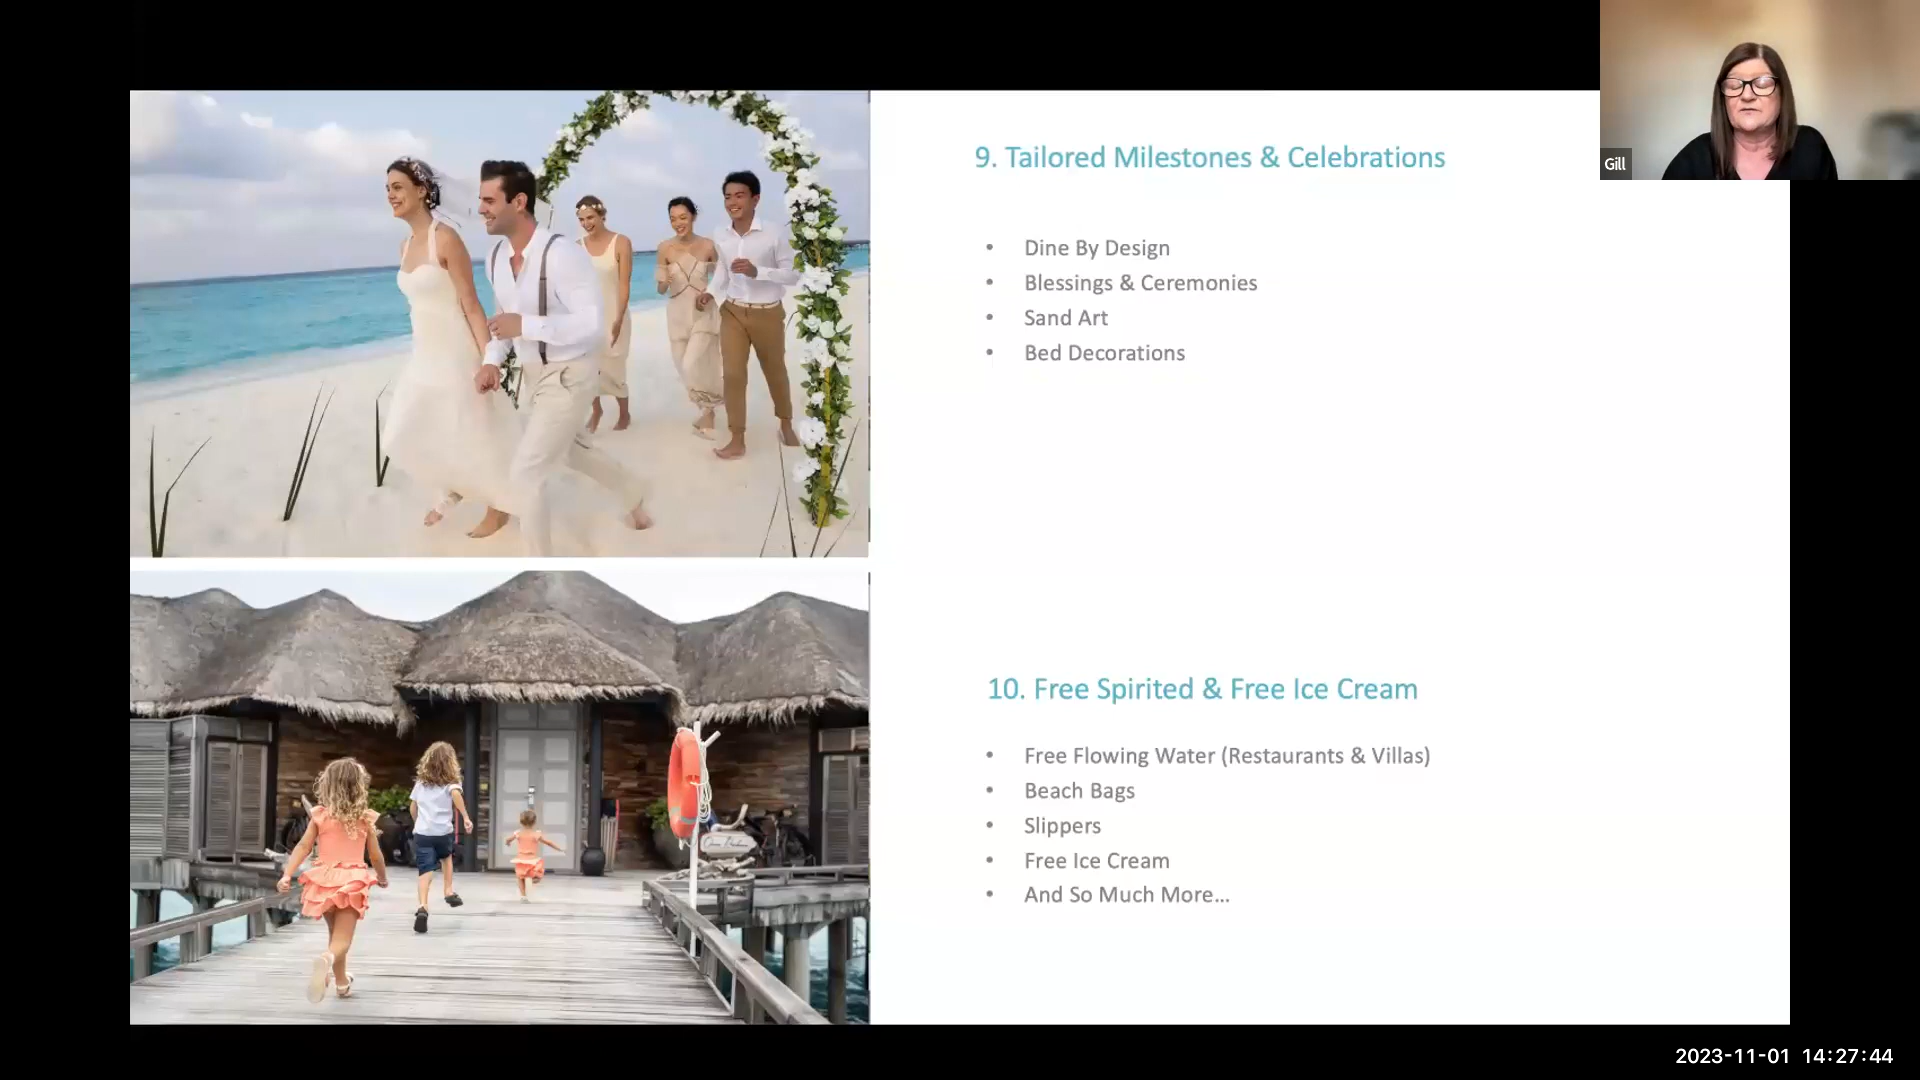 Gill
9. Tailored Milestones & Celebrations
• Dine By Design
• Blessings & Ceremonies
• Sand Art
• Bed Decorations
10. Free Spirited & Free Ice Cream
• Free Flowing Water (Restaurants & Villas)
• Beach Bags
• Slippers
• Free Ice Cream
• And So Much More...
2023-11-01 14:27:44